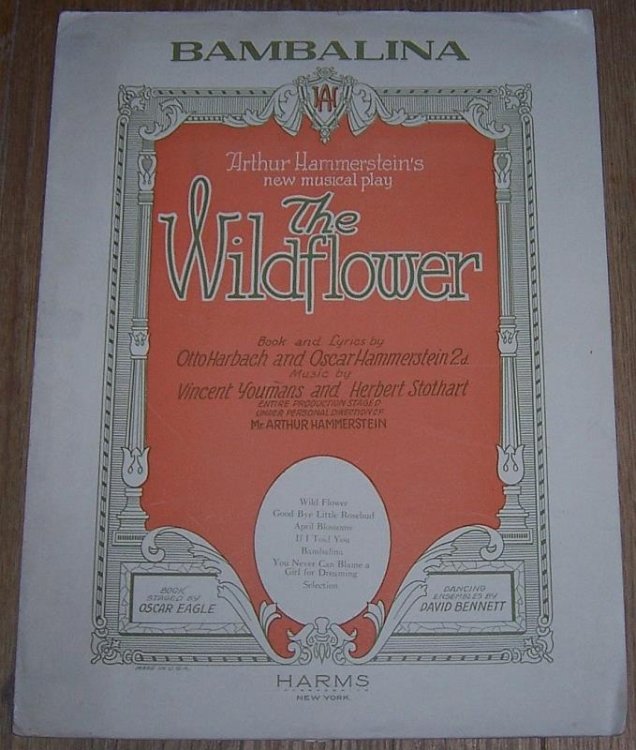 BAMBALINA
AH
Arthur Hammerstein's
new musical play
The
Wildflower
Book and Lyrics by
Otto Harbach and Oscar Hammerstein 2d.
Music by
Vincent Youmans and Herbert Stothart
ENTIRE PRODUCTION STAGED
UNDER PERSONAL DIRECTION OF
Mr. ARTHUR HAMMERSTEIN
Wild Flower
Good Bye Little Rosebud
April Blossoms
If I Told You
Bambalina
You Never Can Blame a
Girl for Dreaming
Selection
BOOK
STAGED BY
OSCAR EAGLE
DANCING
ENSEMBLES BY
DAVID BENNETT
MADE IN U.S.A.
HARMS
NEW YORK